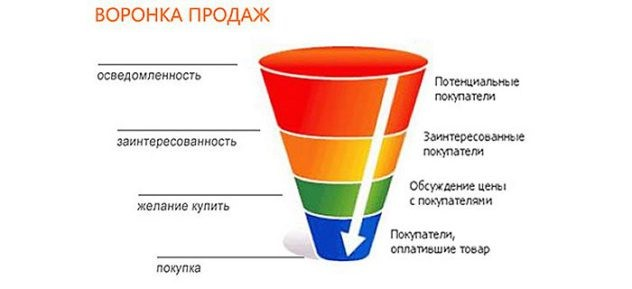 ВОРОНКА ПРОДАЖ
осведомленность
Потенциальные
покупатели
заинтересованность
Заинтересованные
покупатели
желание купить
Обсуждение цены
с покупателями
покупка
Покупатели,
оплатившие товар